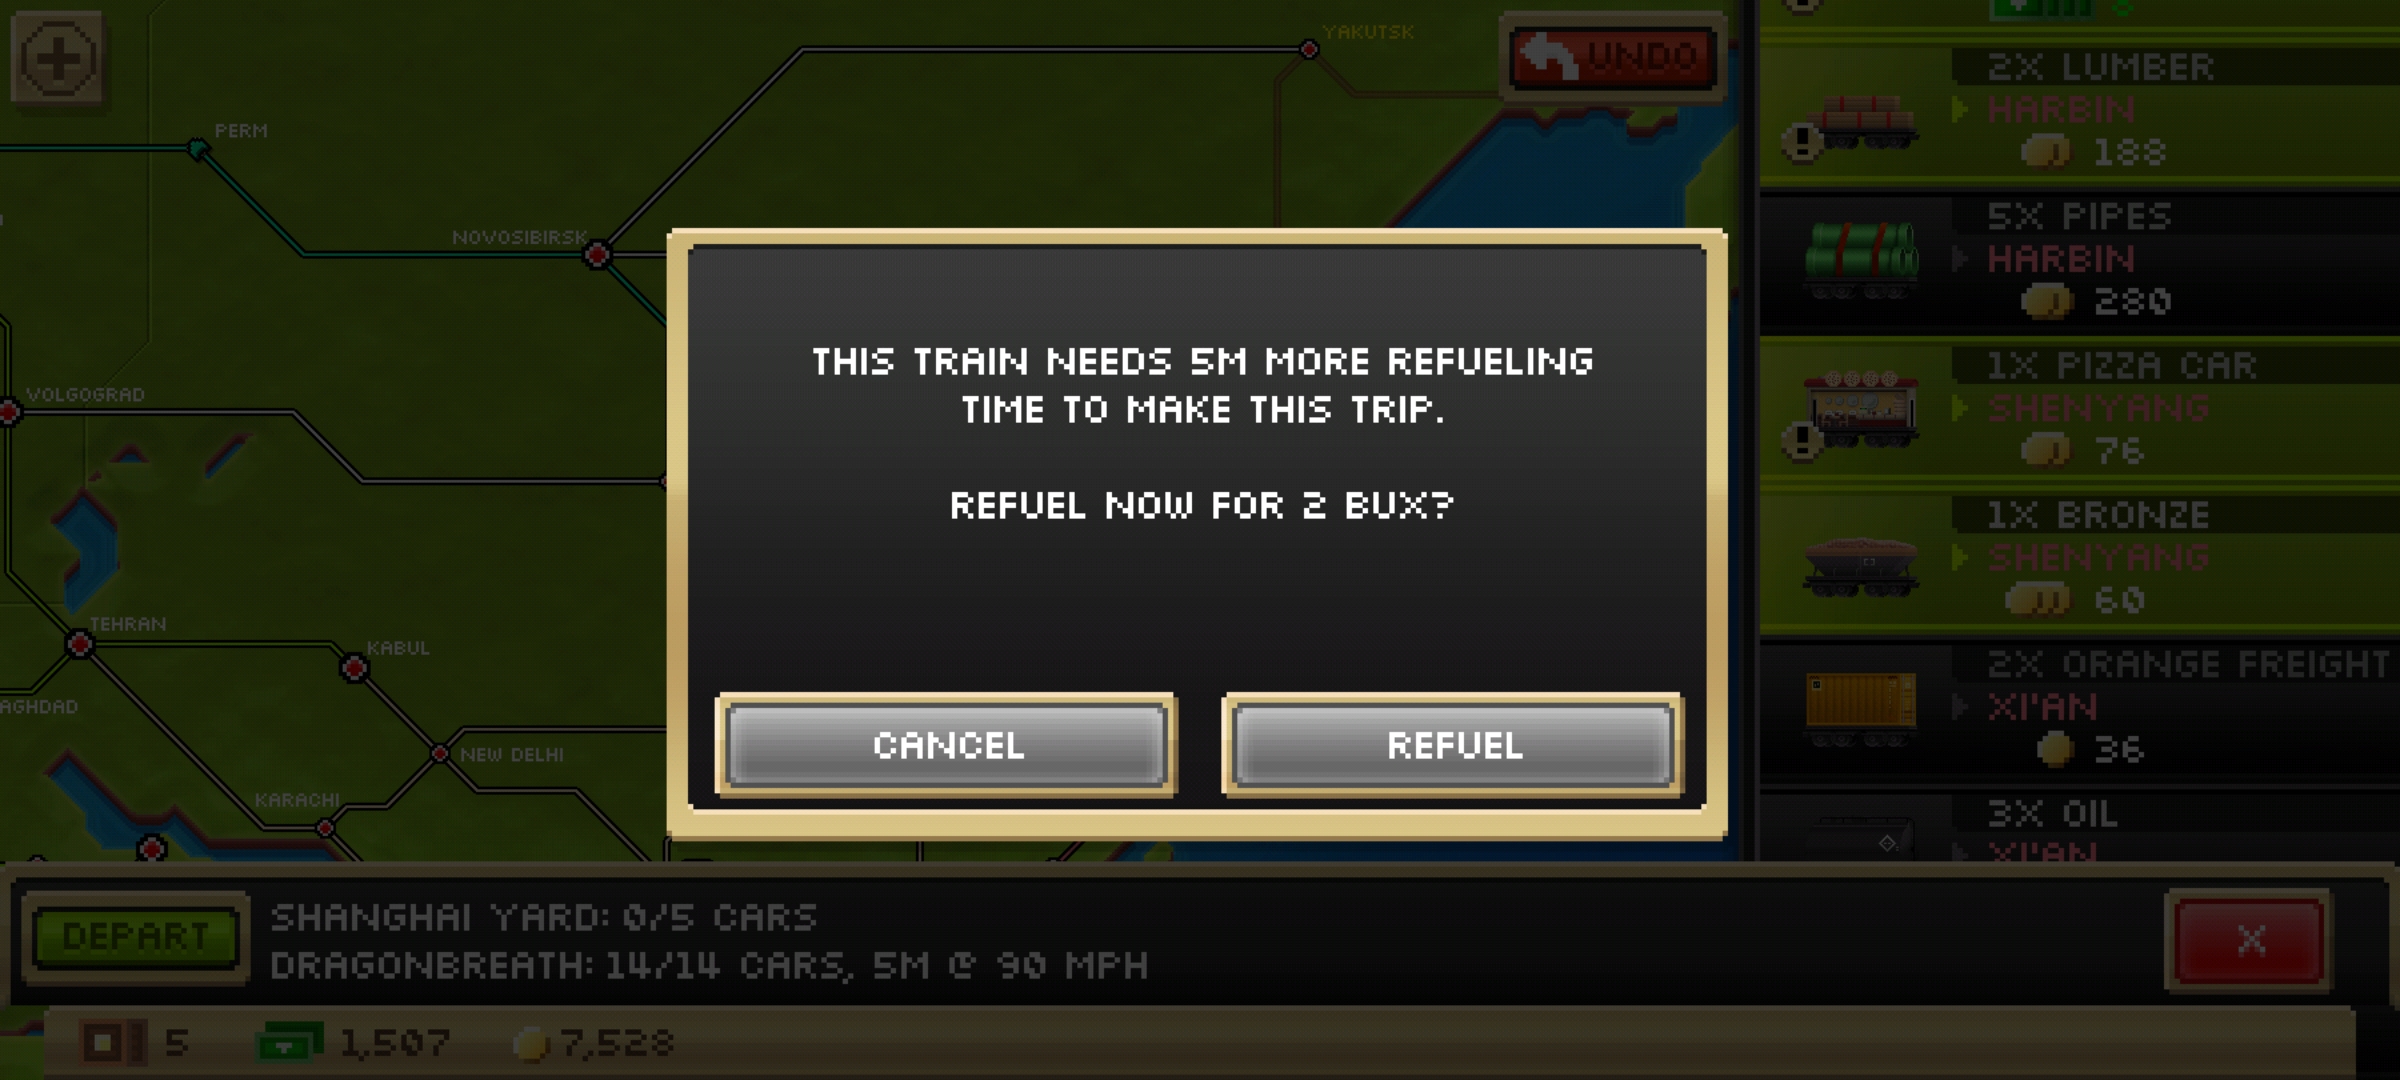 YAKUTSK
UNDO
PERM
NOVOSIBIRSK
VOLGOGRAD
TEHRAN
KABUL
AGHDAD
NEW DELHI
KARACHI
THIS TRAIN NEEDS 5M MORE REFUELING
TIME TO MAKE THIS TRIP.
REFUEL NOW FOR 2 BUX?
CANCEL
REFUEL
8
2X LUMBER
HARBIN
188
5X PIPES
HARBIN
280
1X PIZZA CAR
SHENYANG
76
1X BRONZE
SHENYANG
60
2X ORANGE FREIGHT
XI'AN
36
3X OIL
XI'AN
DEPART
SHANGHAI YARD: 0/5 CARS
DRAGONBREATH: 14/14 CARS, 5M @ 90 MPH
X
5
1,507
7,528